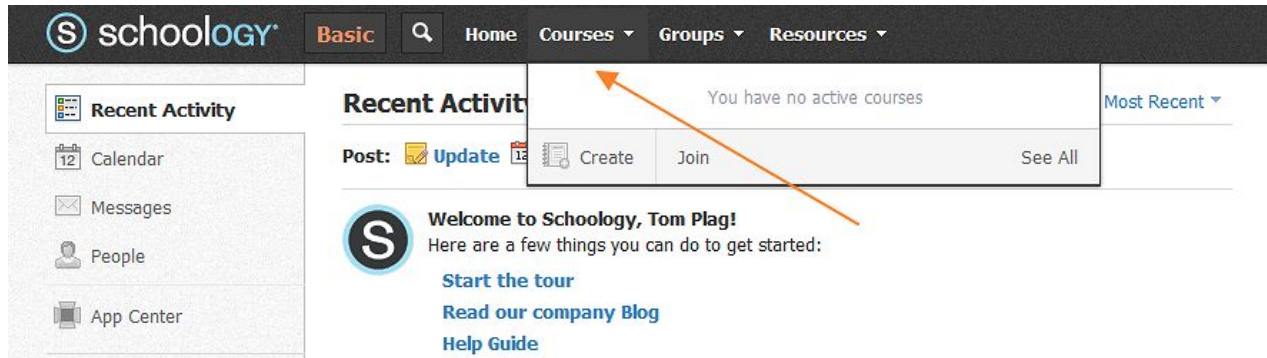 S schoology Basic Home Courses Groups Resources
Recent Activity
Calendar
Messages
People
App Center
Recent Activit
Most Recent
You have no active courses
Create Join See All
Post: Update 12
S
Welcome to Schoology, Tom Plag!
Here are a few things you can do to get started:
Start the tour
Read our company Blog
Help Guide